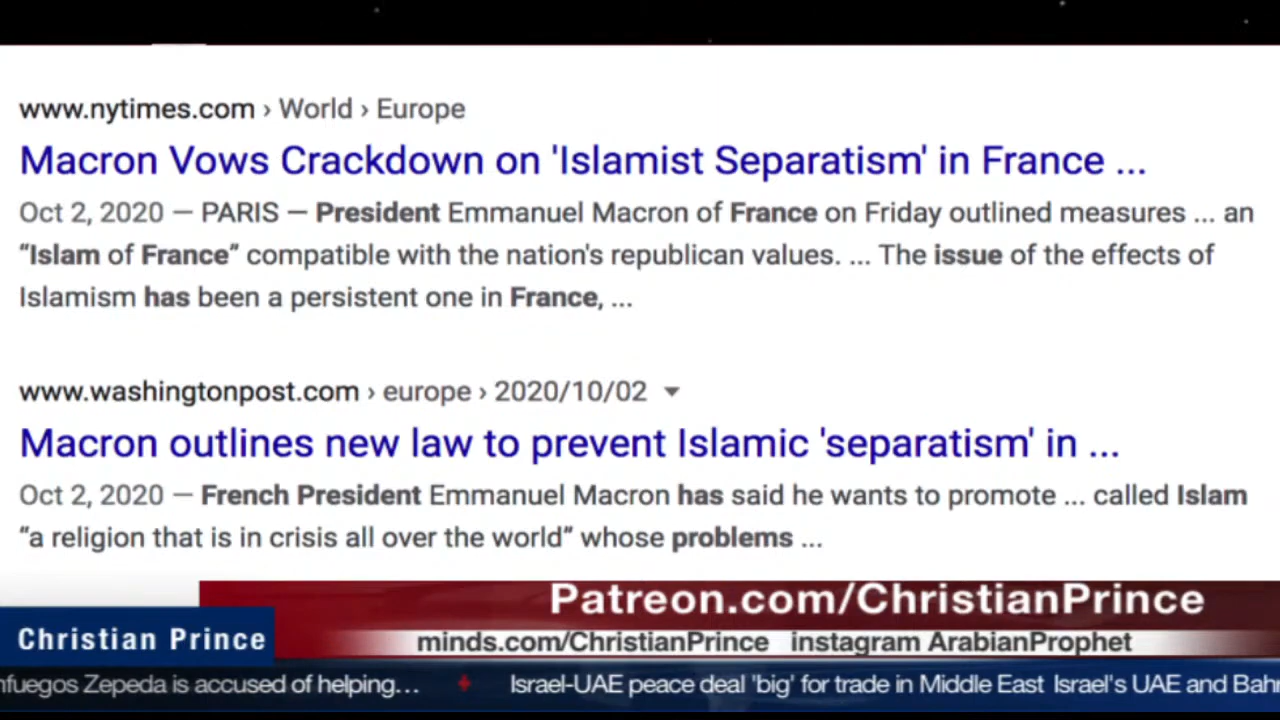 www.nytimes.com › World › Europe
Macron Vows Crackdown on 'Islamist Separatism' in France ...
Oct 2, 2020 — PARIS — President Emmanuel Macron of France on Friday outlined measures ... an
“Islam of France” compatible with the nation's republican values. ... The issue of the effects of
Islamism has been a persistent one in France, ...
www.washingtonpost.com › europe › 2020/10/02
Macron outlines new law to prevent Islamic 'separatism' in ...
Oct 2, 2020 — French President Emmanuel Macron has said he wants to promote ... called Islam
“a religion that is in crisis all over the world” whose problems ...
Patreon.com/ChristianPrince
Christian Prince
minds.com/ChristianPrince instagram ArabianProphet
nfuegos Zepeda is accused of helping... Israel-UAE peace deal 'big' for trade in Middle East Israel's UAE and Bahr